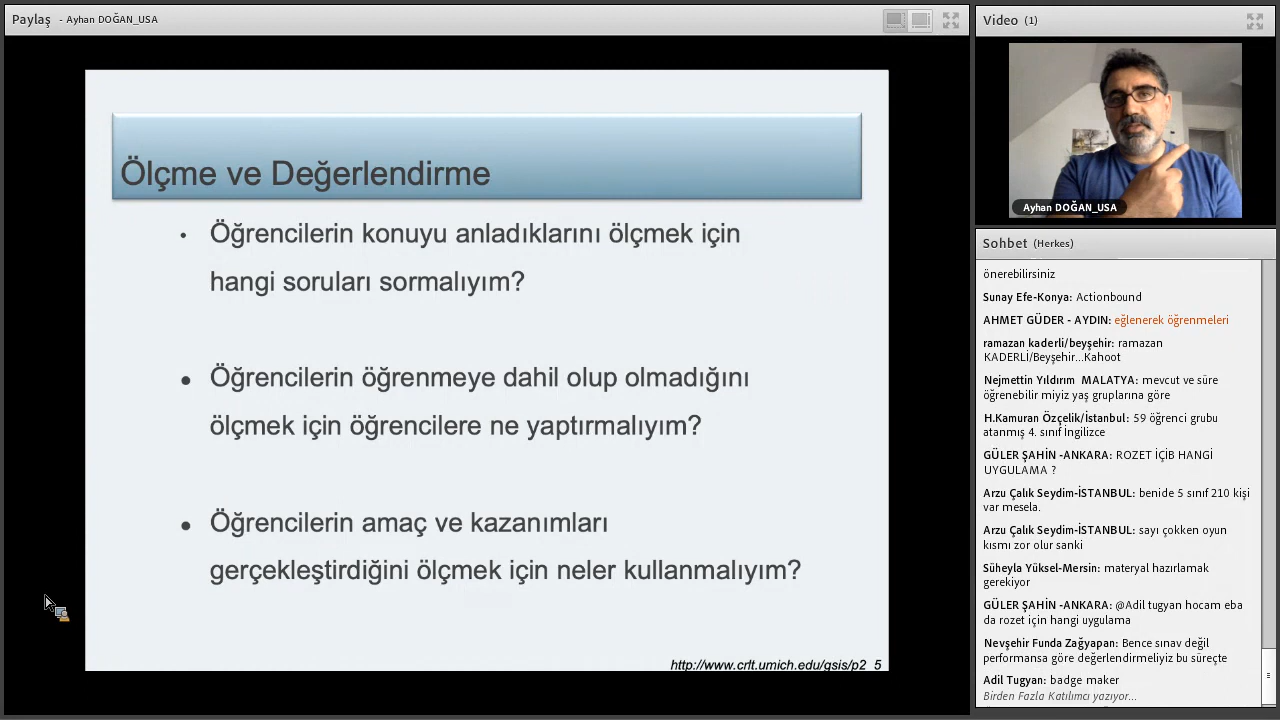 Paylaş - Ayhan DOĞAN_USA
Ölçme ve Değerlendirme
• Öğrencilerin konuyu anladıklarını ölçmek için
hangi soruları sormalıyım?
● Öğrencilerin öğrenmeye dahil olup olmadığını
ölçmek için öğrencilere ne yaptırmalıyım?
● Öğrencilerin amaç ve kazanımları
gerçekleştirdiğini ölçmek için neler kullanmalıyım?
http://www.crlt.umich.edu/gsis/p2_5
Video (1)
Ayhan DOĞAN_USA
Sohbet (Herkes)
önerebilirsiniz
Sunay Efe-Konya: Actionbound
AHMET GÜDER - AYDIN: eğlenerek öğrenmeleri
ramazan kaderli/beyşehir: ramazan
KADERLİ/Beyşehir...Kahoot
Nejmettin Yıldırım MALATYA: mevcut ve süre
öğrenebilir miyiz yaş gruplarına göre
H.Kamuran Özçelik/İstanbul: 59 öğrenci grubu
atanmış 4. sınıf İngilizce
GÜLER ŞAHİN -ANKARA: ROZET İÇİB HANGİ
UYGULAMA ?
Arzu Çalık Seydim-İSTANBUL: benide 5 sınıf 210 kişi
var mesela.
Arzu Çalık Seydim-İSTANBUL: sayı çokken oyun
kısmı zor olur sanki
Süheyla Yüksel-Mersin: materyal hazırlamak
gerekiyor
GÜLER ŞAHİN -ANKARA: @Adil tugyan hocam eba
da rozet için hangi uygulama
Nevşehir Funda Zağyapan: Bence sınav değil
performansa göre değerlendirmeliyiz bu süreçte
Adil Tugyan: badge maker
Birden Fazla Katılımcı yazıyor...